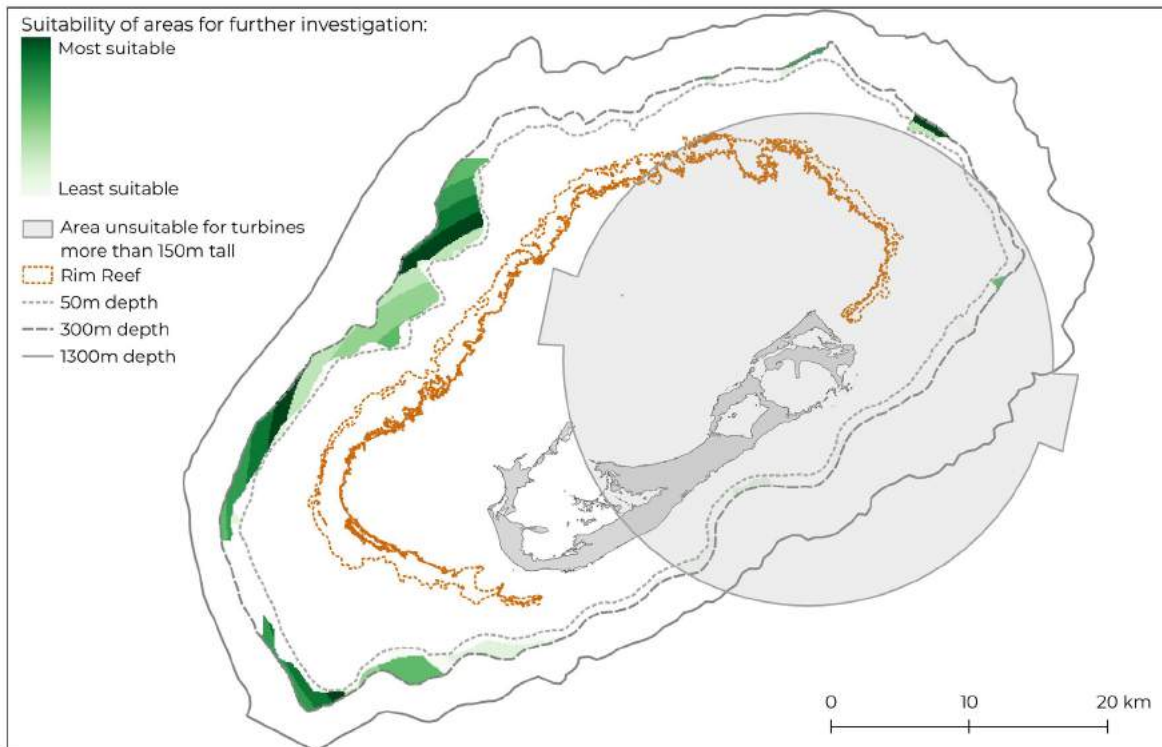 Suitability of areas for further investigation:
Most suitable
Least suitable
Area unsuitable for turbines
more than 150m tall
Rim Reef
50m depth
300m depth
1300m depth
0 10 20 km